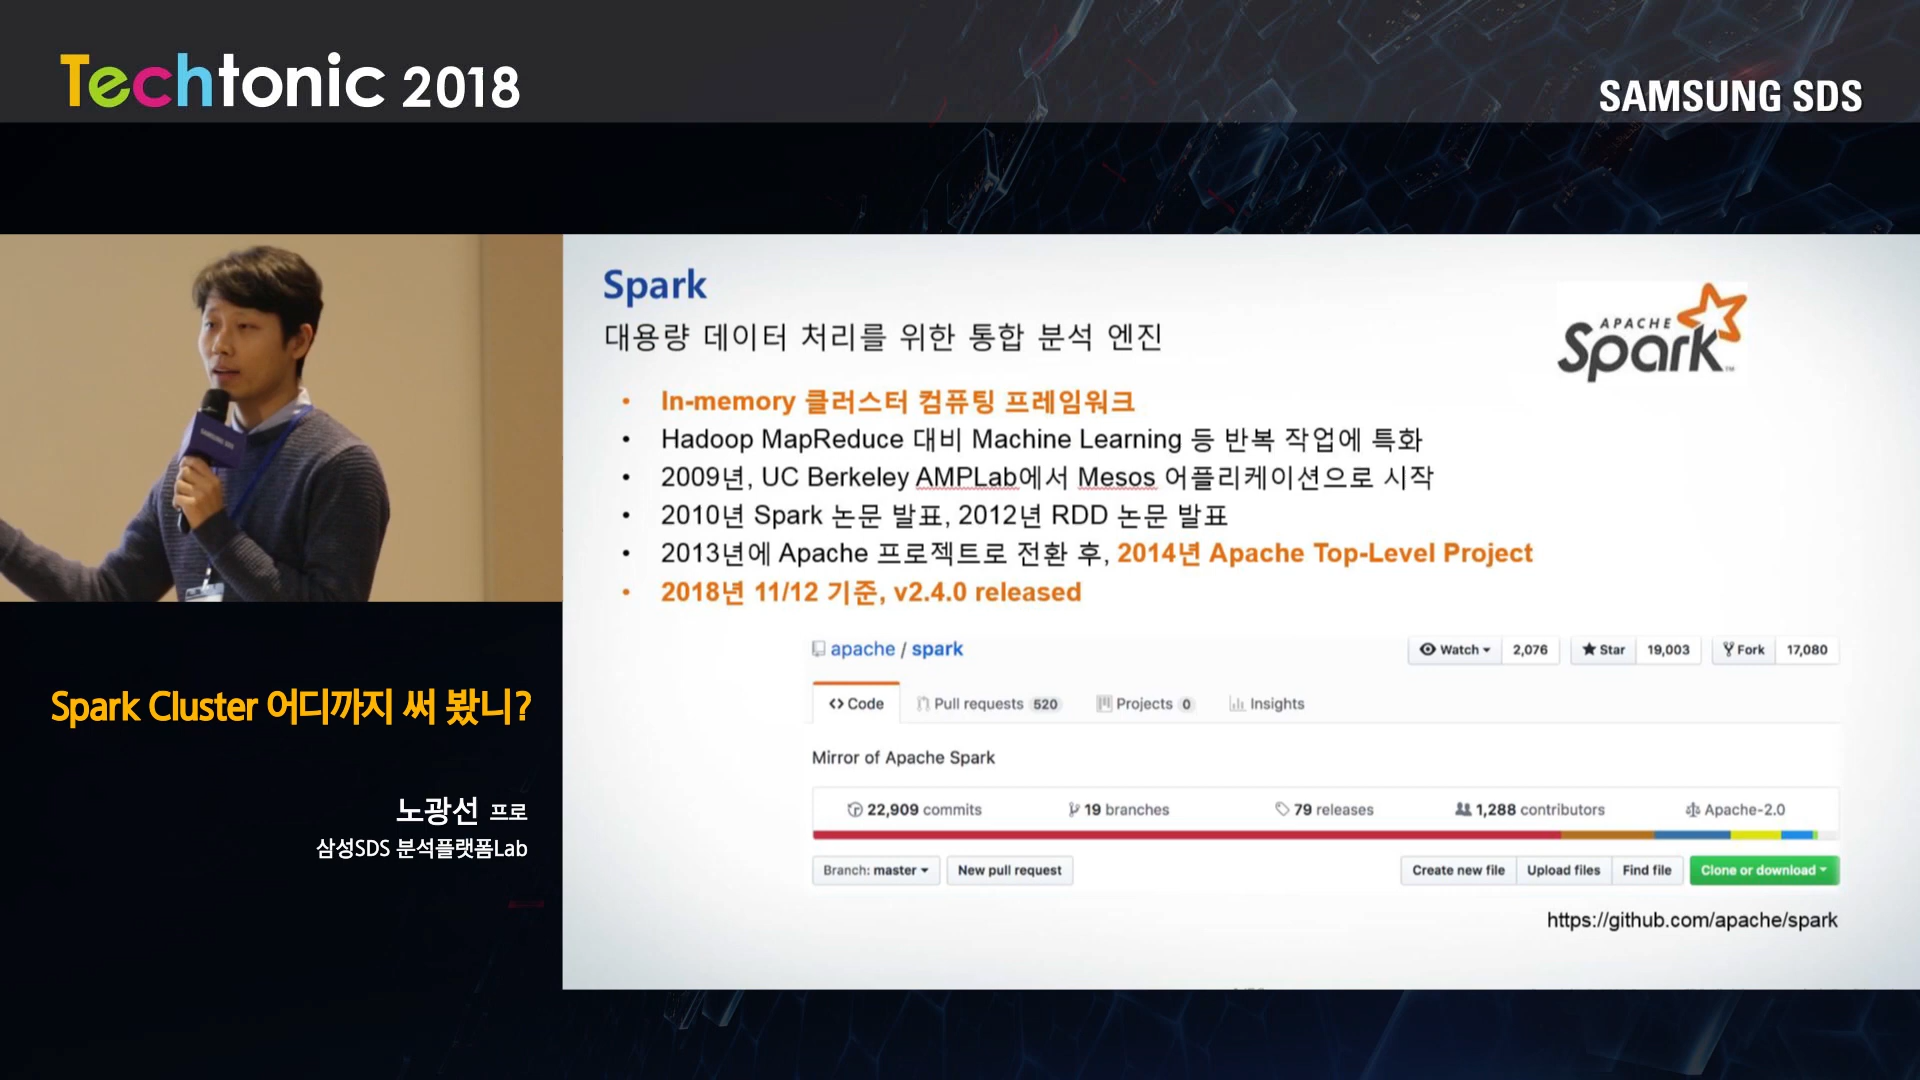 Techtonic 2018
SAMSUNG SDS
SAMSUNG SDS
Spark Cluster 어디까지 써 봤니?
노광선 프로
삼성SDS 분석플랫폼Lab
Spark
대용량 데이터 처리를 위한 통합 분석 엔진
APACHE
Spark™
• In-memory 클러스터 컴퓨팅 프레임워크
• Hadoop MapReduce 대비 Machine Learning 등 반복 작업에 특화
• 2009년, UC Berkeley AMPLab에서 Mesos 어플리케이션으로 시작
• 2010년 Spark 논문 발표, 2012년 RDD 논문 발표
• 2013년에 Apache 프로젝트로 전환 후, 2014년 Apache Top-Level Project
• 2018년 11/12 기준, v2.4.0 released
apache / spark
Watch 2,076 Star 19,003 Fork 17,080
Code Pull requests 520 Projects 0 Insights
Mirror of Apache Spark
22,909 commits 19 branches 79 releases 1,288 contributors Apache-2.0
Branch: master New pull request Create new file Upload files Find file Clone or download
https://github.com/apache/spark